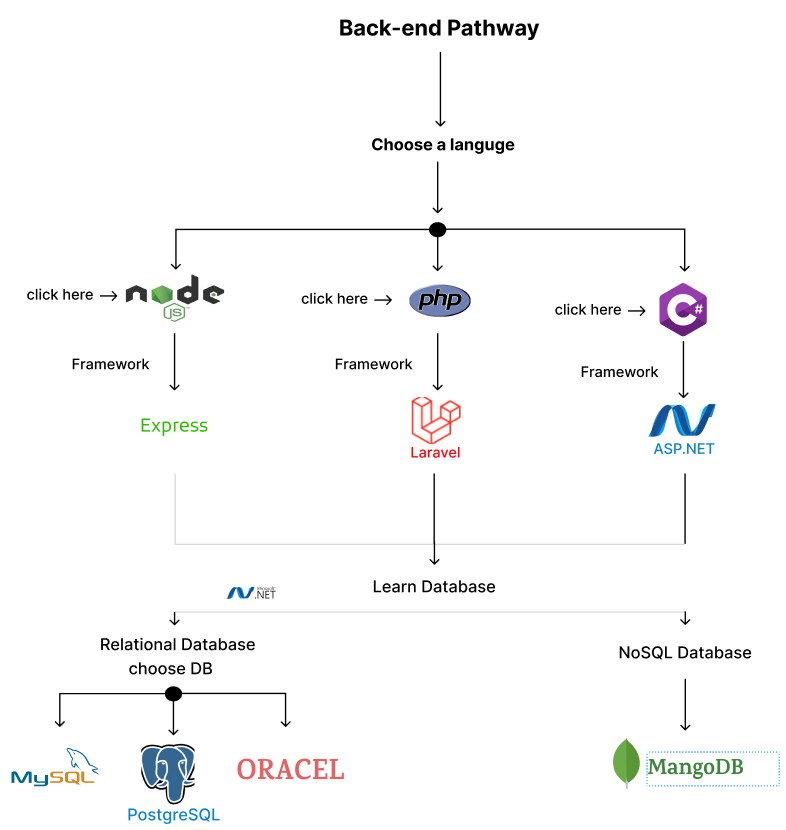 Back-end Pathway
Choose a languge
click here
node
JS
click here
php
click here
C#
Framework
Framework
Framework
Express
Laravel
ASP.NET
Learn Database
Microsoft
.NET
Relational Database
choose DB
NoSQL Database
MySQL
PostgreSQL
ORACEL
MangoDB